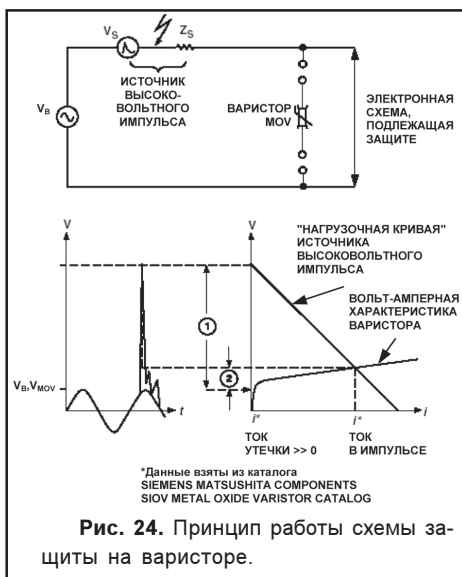 V_S
Z_S
ИСТОЧНИК
ВЫСОКО-
ВОЛЬТНОГО
ИМПУЛЬСА
V_B
ВАРИСТОР
MOV
ЭЛЕКТРОННАЯ
СХЕМА,
ПОДЛЕЖАЩАЯ
ЗАЩИТЕ
V
V
"НАГРУЗОЧНАЯ КРИВАЯ"
ИСТОЧНИКА
ВЫСОКОВОЛЬТНОГО
ИМПУЛЬСА
ВОЛЬТ-АМПЕРНАЯ
ХАРАКТЕРИСТИКА
ВАРИСТОРА
1
2
V_B,V_MOV
t
i*
i*
i
ТОК
УТЕЧКИ >> 0
ТОК
В ИМПУЛЬСЕ
*Данные взяты из каталога
SIEMENS MATSUSHITA COMPONENTS
SIOV METAL OXIDE VARISTOR CATALOG
Рис. 24. Принцип работы схемы за-
щиты на варисторе.